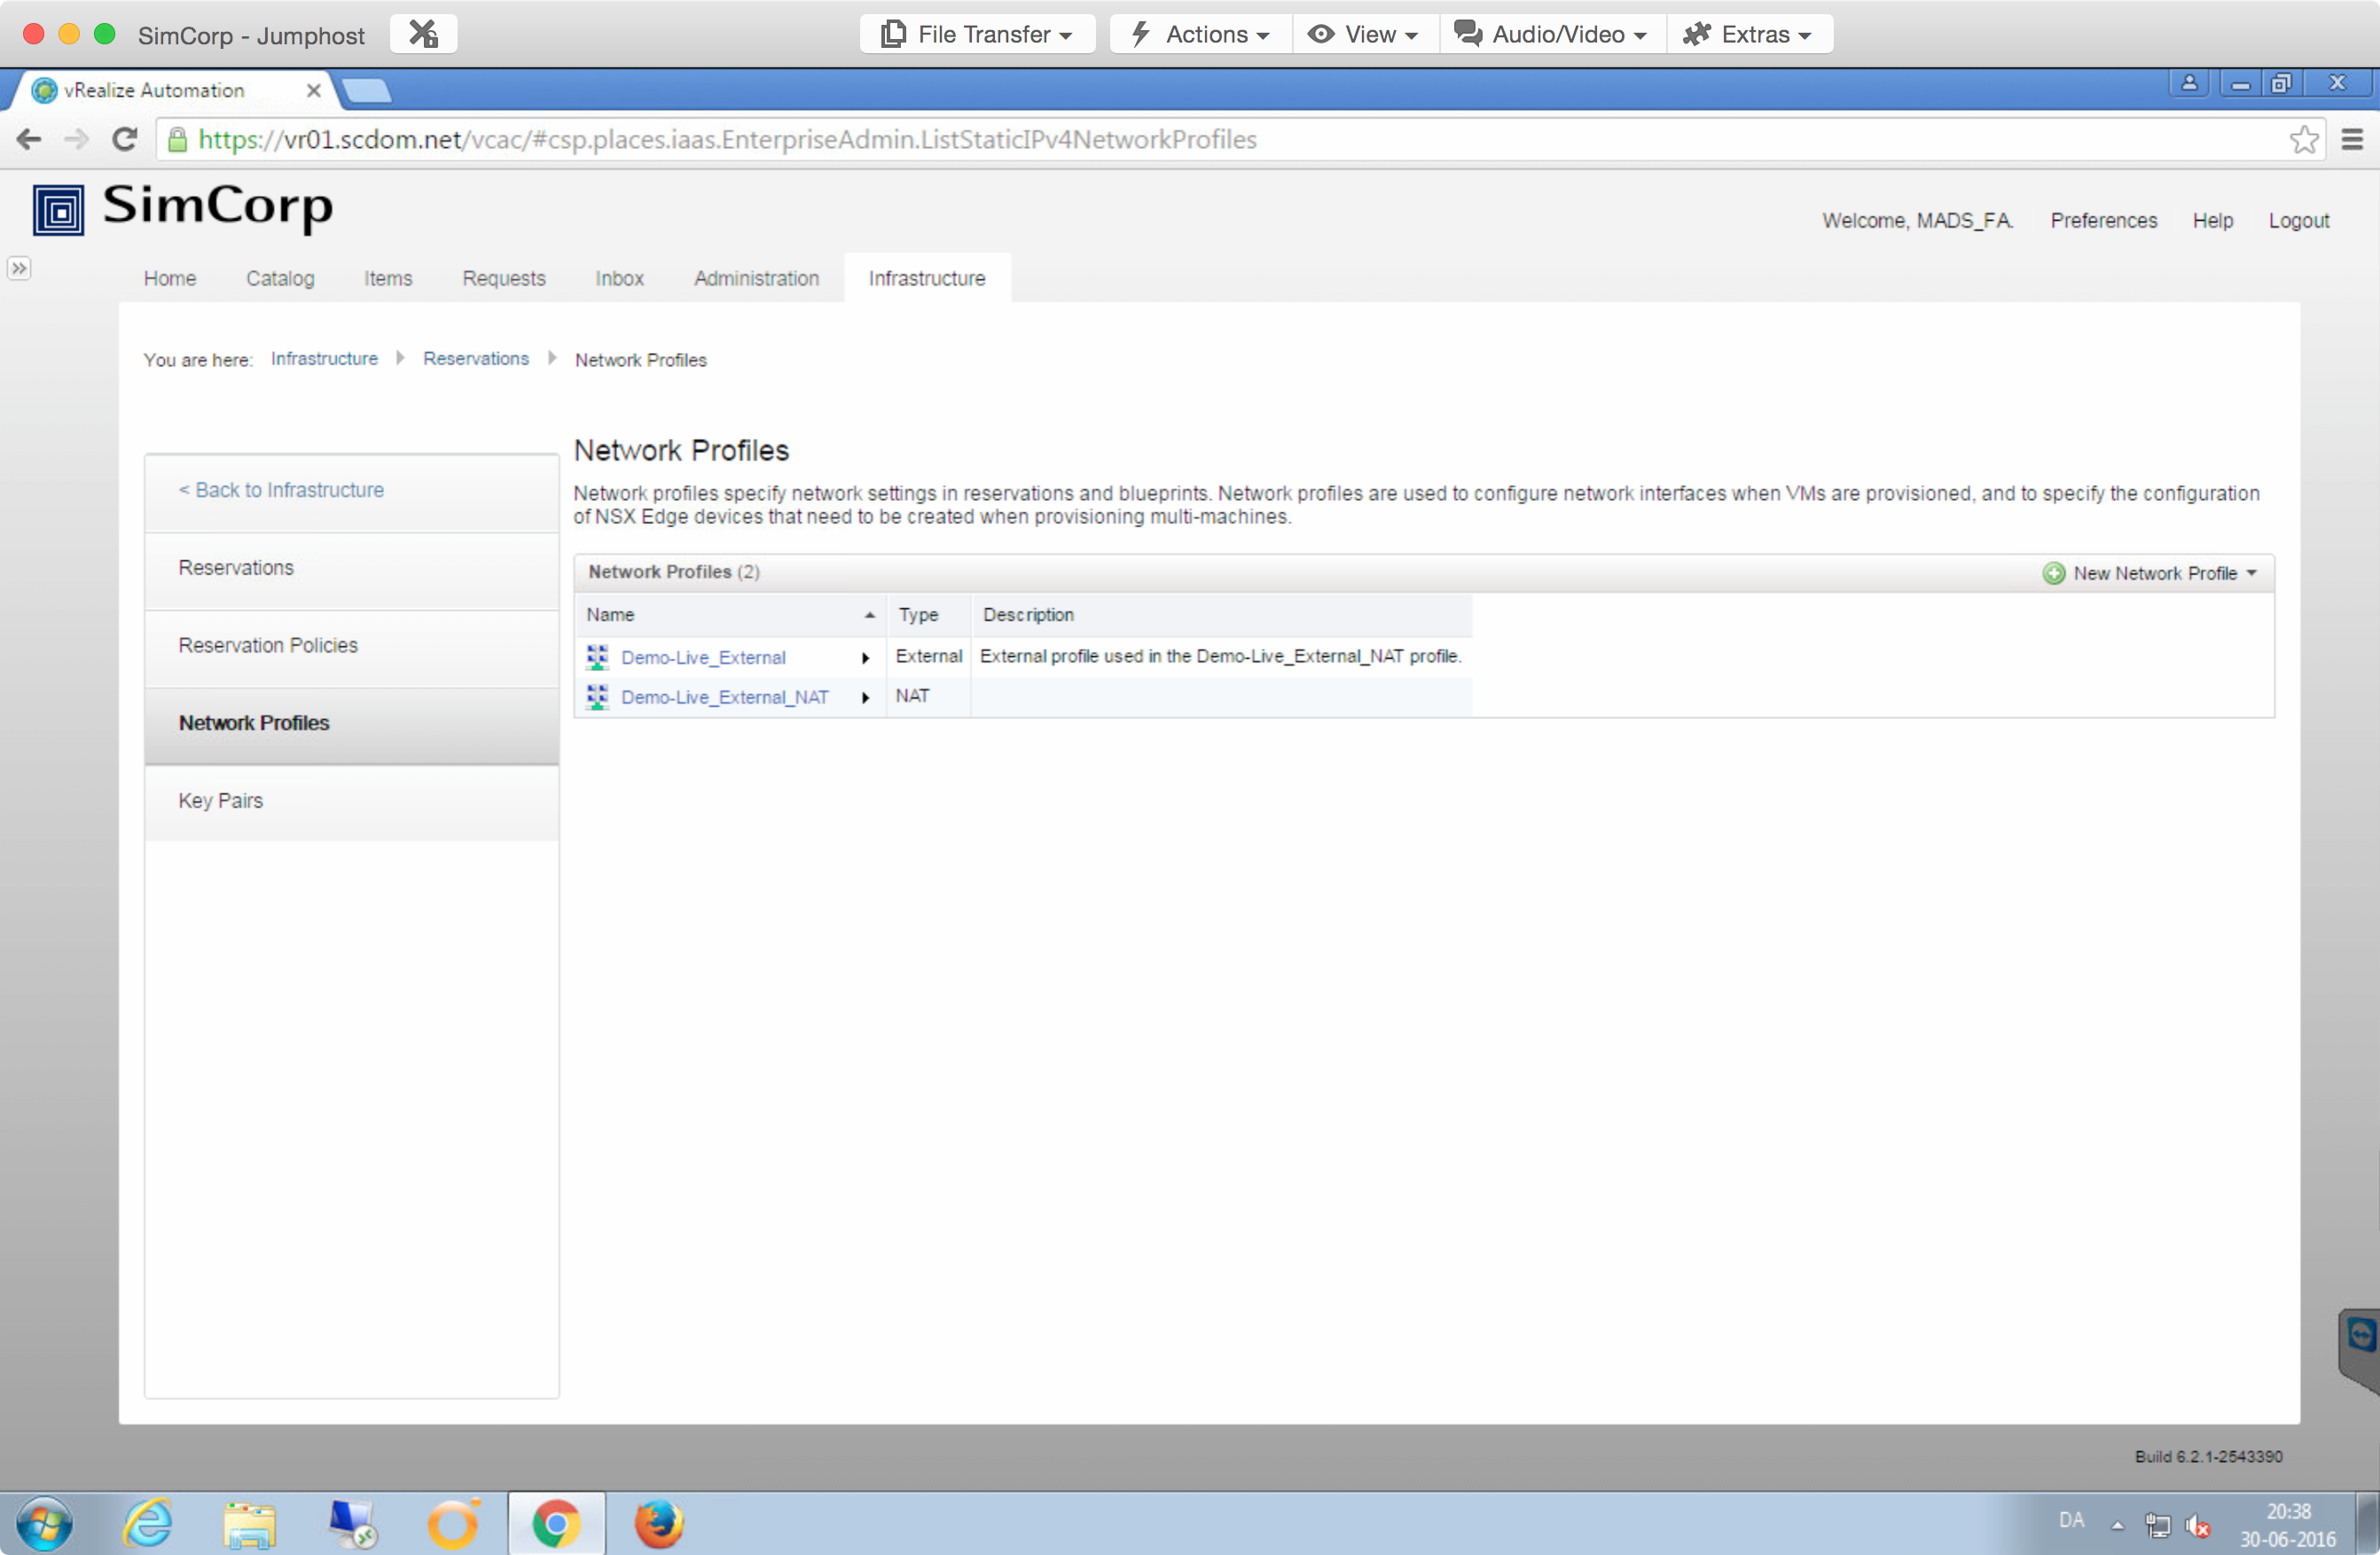 SimCorp - Jumphost
File Transfer
Actions
View
Audio/Video
Extras
vRealize Automation
https://vr01.scdom.net/vcac/#csp.places.iaas.EnterpriseAdmin.ListStaticIPv4NetworkProfiles
SimCorp
Welcome, MADS_FA. Preferences Help Logout
Home Catalog Items Requests Inbox Administration Infrastructure
You are here: Infrastructure Reservations Network Profiles
< Back to Infrastructure
Reservations
Reservation Policies
Network Profiles
Key Pairs
Network Profiles
Network profiles specify network settings in reservations and blueprints. Network profiles are used to configure network interfaces when VMs are provisioned, and to specify the configuration
of NSX Edge devices that need to be created when provisioning multi-machines.
Network Profiles (2) New Network Profile
Name Type Description
Demo-Live_External External External profile used in the Demo-Live_External_NAT profile.
Demo-Live_External_NAT NAT
Build 6.2.1-2543390
DA
20:38
30-06-2016